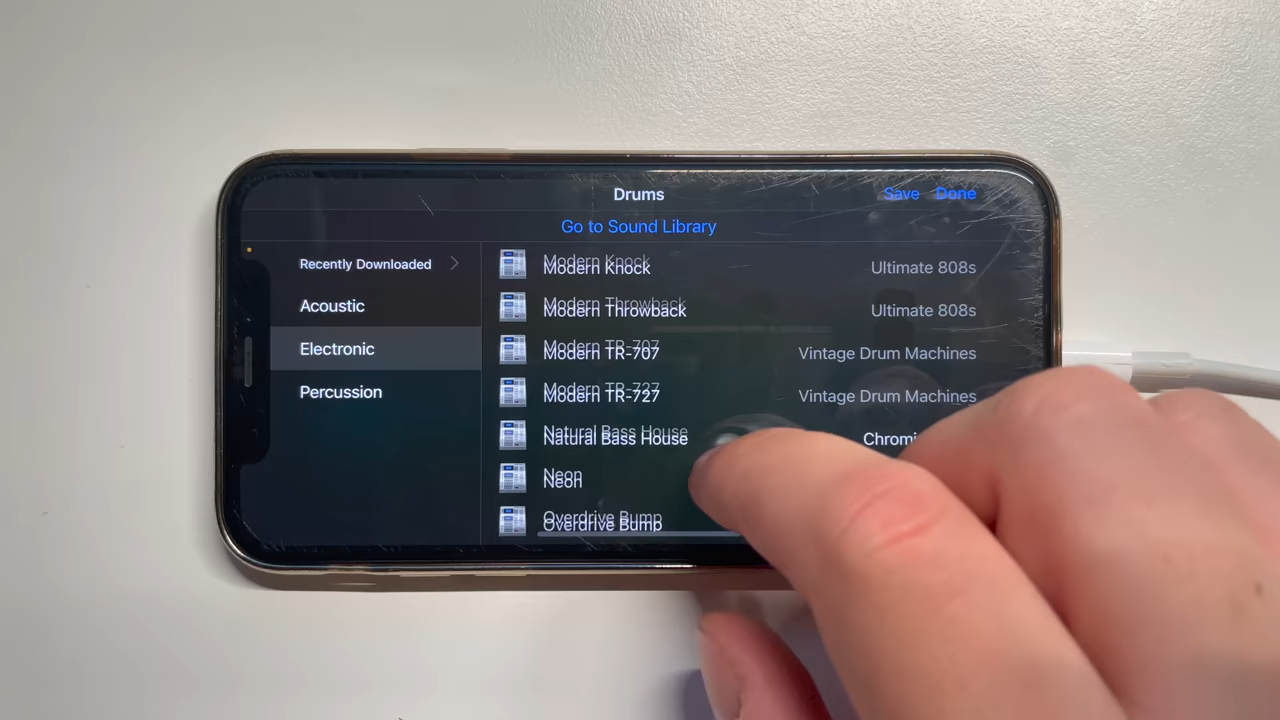 Drums
Save Done
Go to Sound Library
Recently Downloaded
Acoustic
Electronic
Percussion
Modern Knock Ultimate 808s
Modern Throwback Ultimate 808s
Modern TR-707 Vintage Drum Machines
Modern TR-727 Vintage Drum Machines
Natural Bass House
Neon
Overdrive Bump